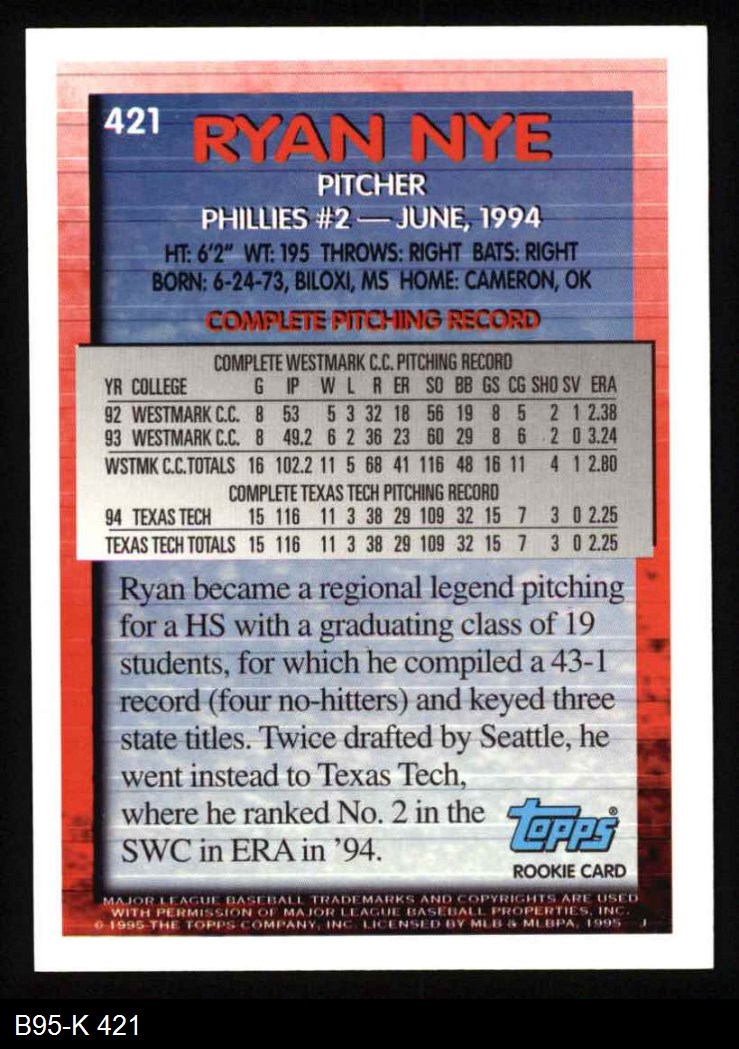 421
RYAN NYE
PITCHER
PHILLIES #2 — JUNE, 1994
HT: 6'2" WT: 195 THROWS: RIGHT BATS: RIGHT
BORN: 6-24-73, BILOXI, MS HOME: CAMERON, OK
COMPLETE PITCHING RECORD
COMPLETE WESTMARK C.C. PITCHING RECORD
YR COLLEGE G IP W L R ER SO BB GS CG SHO SV ERA
92 WESTMARK C.C. 8 53 5 3 32 18 56 19 8 5 2 1 2.38
93 WESTMARK C.C. 8 49.2 6 2 36 23 60 29 8 6 2 0 3.24
WSTMK C.C.TOTALS 16 102.2 11 5 68 41 116 48 16 11 4 1 2.80
COMPLETE TEXAS TECH PITCHING RECORD
94 TEXAS TECH 15 116 11 3 38 29 109 32 15 7 3 0 2.25
TEXAS TECH TOTALS 15 116 11 3 38 29 109 32 15 7 3 0 2.25
Ryan became a regional legend pitching
for a HS with a graduating class of 19
students, for which he compiled a 43-1
record (four no-hitters) and keyed three
state titles. Twice drafted by Seattle, he
went instead to Texas Tech,
where he ranked No. 2 in the
SWC in ERA in '94.
topps®
ROOKIE CARD
MAJOR LEAGUE BASEBALL TRADEMARKS AND COPYRIGHTS ARE USED
WITH PERMISSION OF MAJOR LEAGUE BASEBALL PROPERTIES, INC.
© 1995 THE TOPPS COMPANY, INC. LICENSED BY MLB & MLBPA, 1995 J
B95-K 421